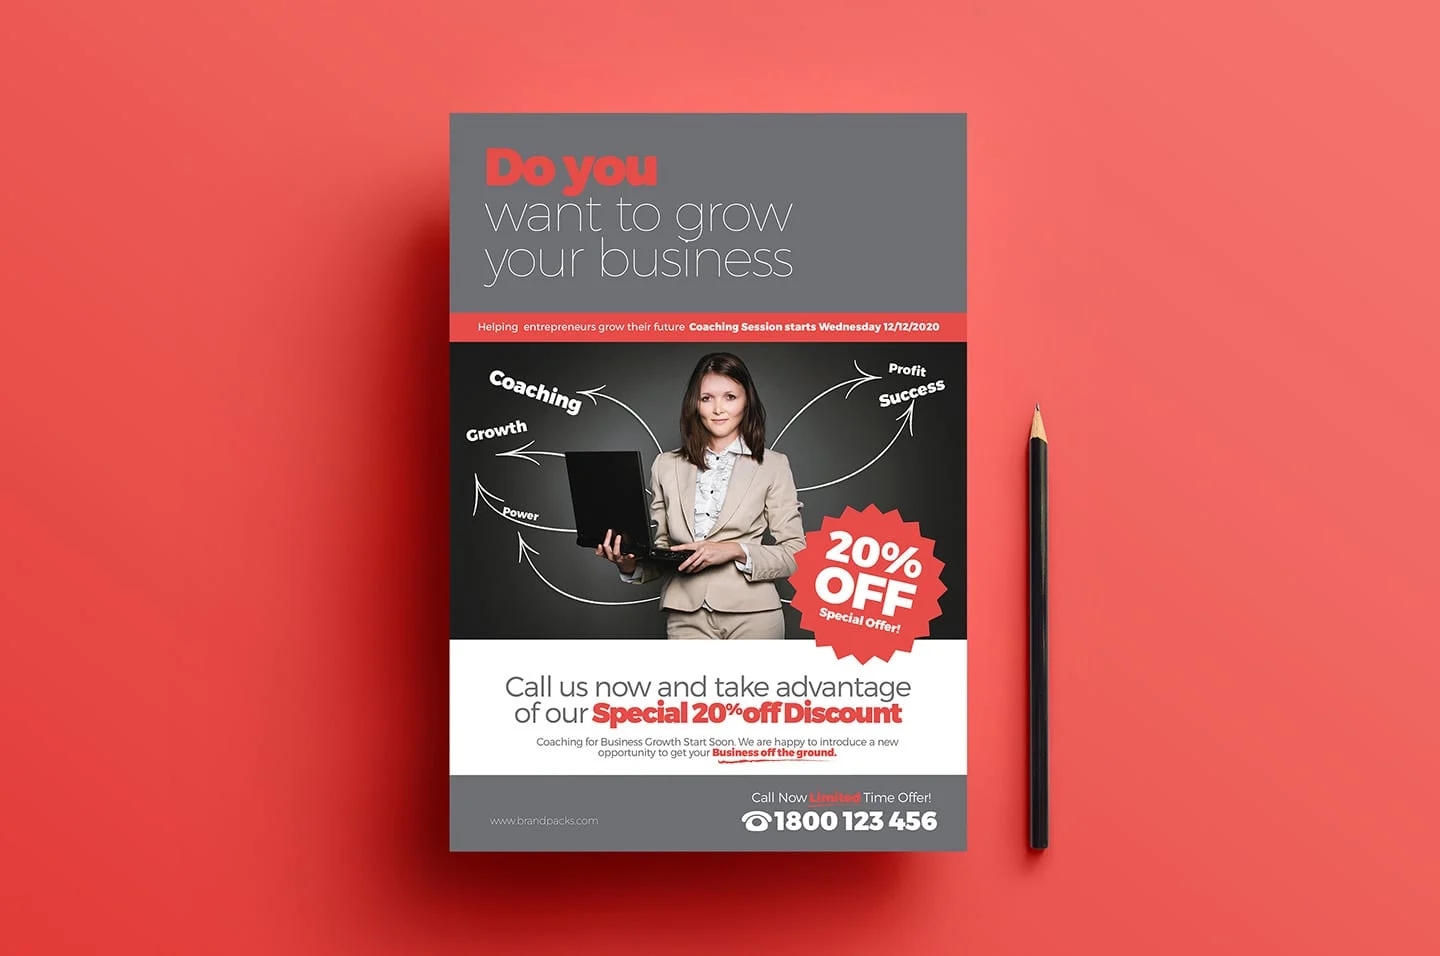 Do you
want to grow
your business
Helping entrepreneurs grow their future Coaching Session starts Wednesday 12/12/2020
Coaching
Growth
Power
Profit
Success
20%
OFF
Special Offer!
Call us now and take advantage
of our Special 20% off Discount
Coaching for Business Growth Start Soon. We are happy to introduce a new
opportunity to get your Business off the ground.
Call Now Limited Time Offer!
www.brandpacks.com
1800 123 456